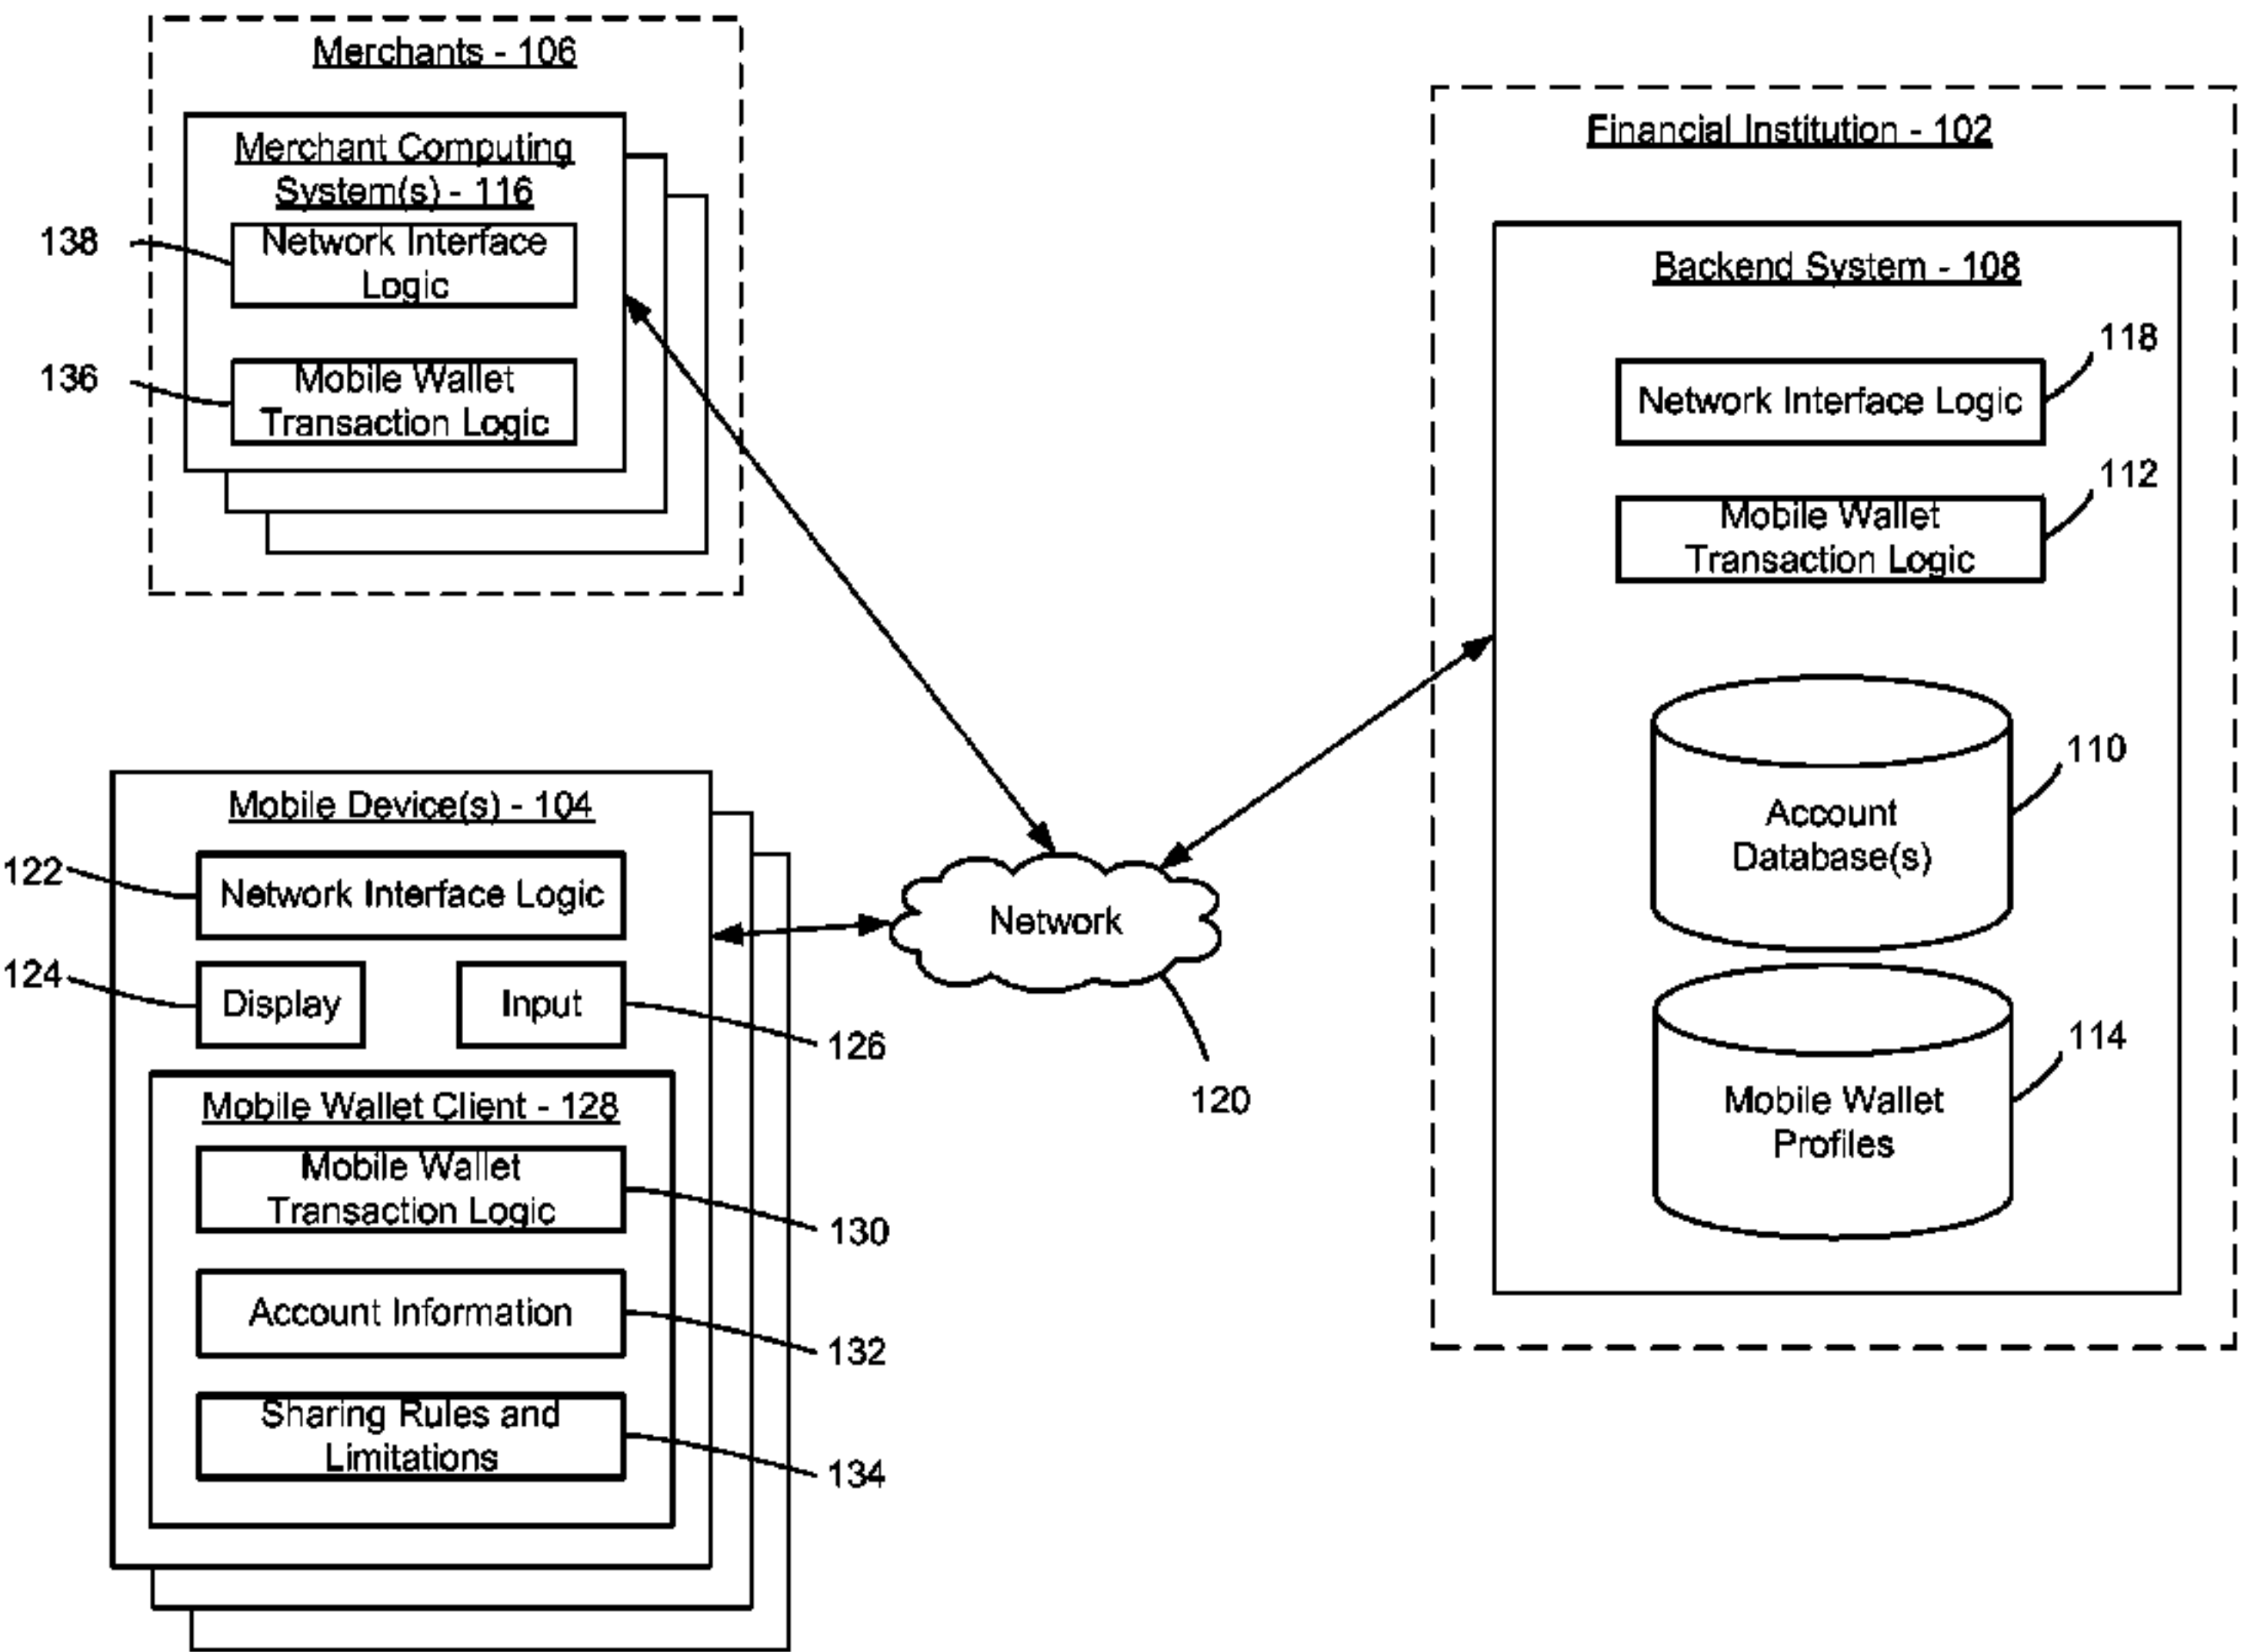 Merchants - 106
Merchant Computing
System(s) - 116
138
Network Interface
Logic
136
Mobile Wallet
Transaction Logic
Financial Institution - 102
Backend System - 108
118
Network Interface Logic
112
Mobile Wallet
Transaction Logic
110
Account
Database(s)
114
Mobile Wallet
Profiles
Mobile Device(s) - 104
122
Network Interface Logic
124
Display
Input
126
Mobile Wallet Client - 128
Mobile Wallet
Transaction Logic
130
Account Information
132
Sharing Rules and
Limitations
134
Network
120